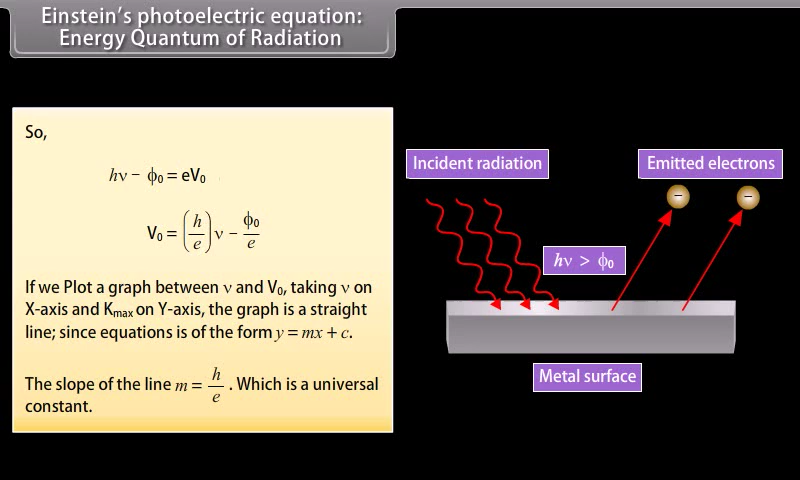 Einstein's photoelectric equation:
Energy Quantum of Radiation
So,
hν − ϕ₀ = eV₀
V₀ = (h/e) ν − ϕ₀/e
If we Plot a graph between ν and V₀, taking ν on
X-axis and Kmax on Y-axis, the graph is a straight
line; since equations is of the form y = mx + c.
The slope of the line m = h/e . Which is a universal
constant.
Incident radiation
Emitted electrons
− −
hν > ϕ₀
Metal surface